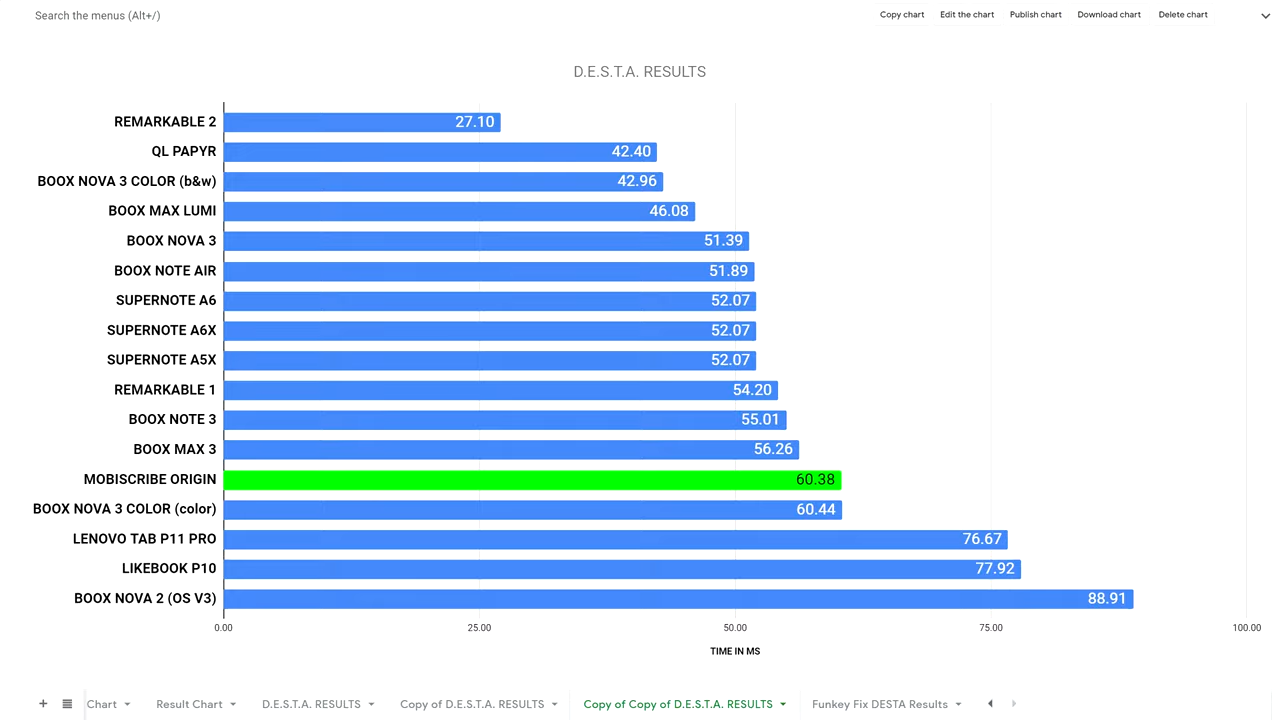 Search the menus (Alt+/)
Copy chart Edit the chart Publish chart Download chart Delete chart
D.E.S.T.A. RESULTS
REMARKABLE 2 27.10
QL PAPYR 42.40
BOOX NOVA 3 COLOR (b&w) 42.96
BOOX MAX LUMI 46.08
BOOX NOVA 3 51.39
BOOX NOTE AIR 51.89
SUPERNOTE A6 52.07
SUPERNOTE A6X 52.07
SUPERNOTE A5X 52.07
REMARKABLE 1 54.20
BOOX NOTE 3 55.01
BOOX MAX 3 56.26
MOBISCRIBE ORIGIN 60.38
BOOX NOVA 3 COLOR (color) 60.44
LENOVO TAB P11 PRO 76.67
LIKEBOOK P10 77.92
BOOX NOVA 2 (OS V3) 88.91
0.00 25.00 50.00 75.00 100.00
TIME IN MS
Chart Result Chart D.E.S.T.A. RESULTS Copy of D.E.S.T.A. RESULTS Copy of Copy of D.E.S.T.A. RESULTS Funkey Fix DESTA Results